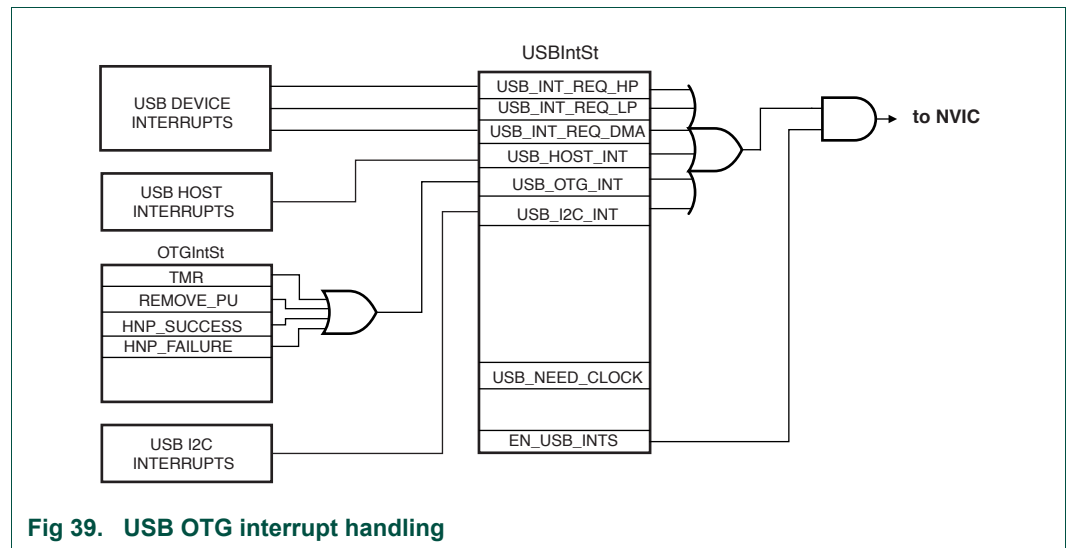 USBIntSt
USB DEVICE
INTERRUPTS
USB HOST
INTERRUPTS
OTGIntSt
TMR
REMOVE_PU
HNP_SUCCESS
HNP_FAILURE
USB I2C
INTERRUPTS
USB_INT_REQ_HP
USB_INT_REQ_LP
USB_INT_REQ_DMA
USB_HOST_INT
USB_OTG_INT
USB_I2C_INT
USB_NEED_CLOCK
EN_USB_INTS
to NVIC
Fig 39. USB OTG interrupt handling